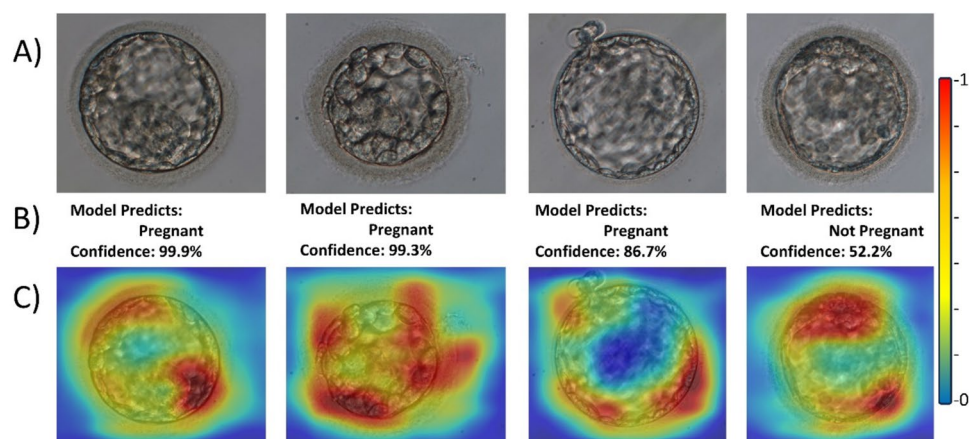 A)
1
B)
Model Predicts:
Pregnant
Confidence: 99.9%
Model Predicts:
Pregnant
Confidence: 99.3%
Model Predicts:
Pregnant
Confidence: 86.7%
Model Predicts:
Not Pregnant
Confidence: 52.2%
C)
0